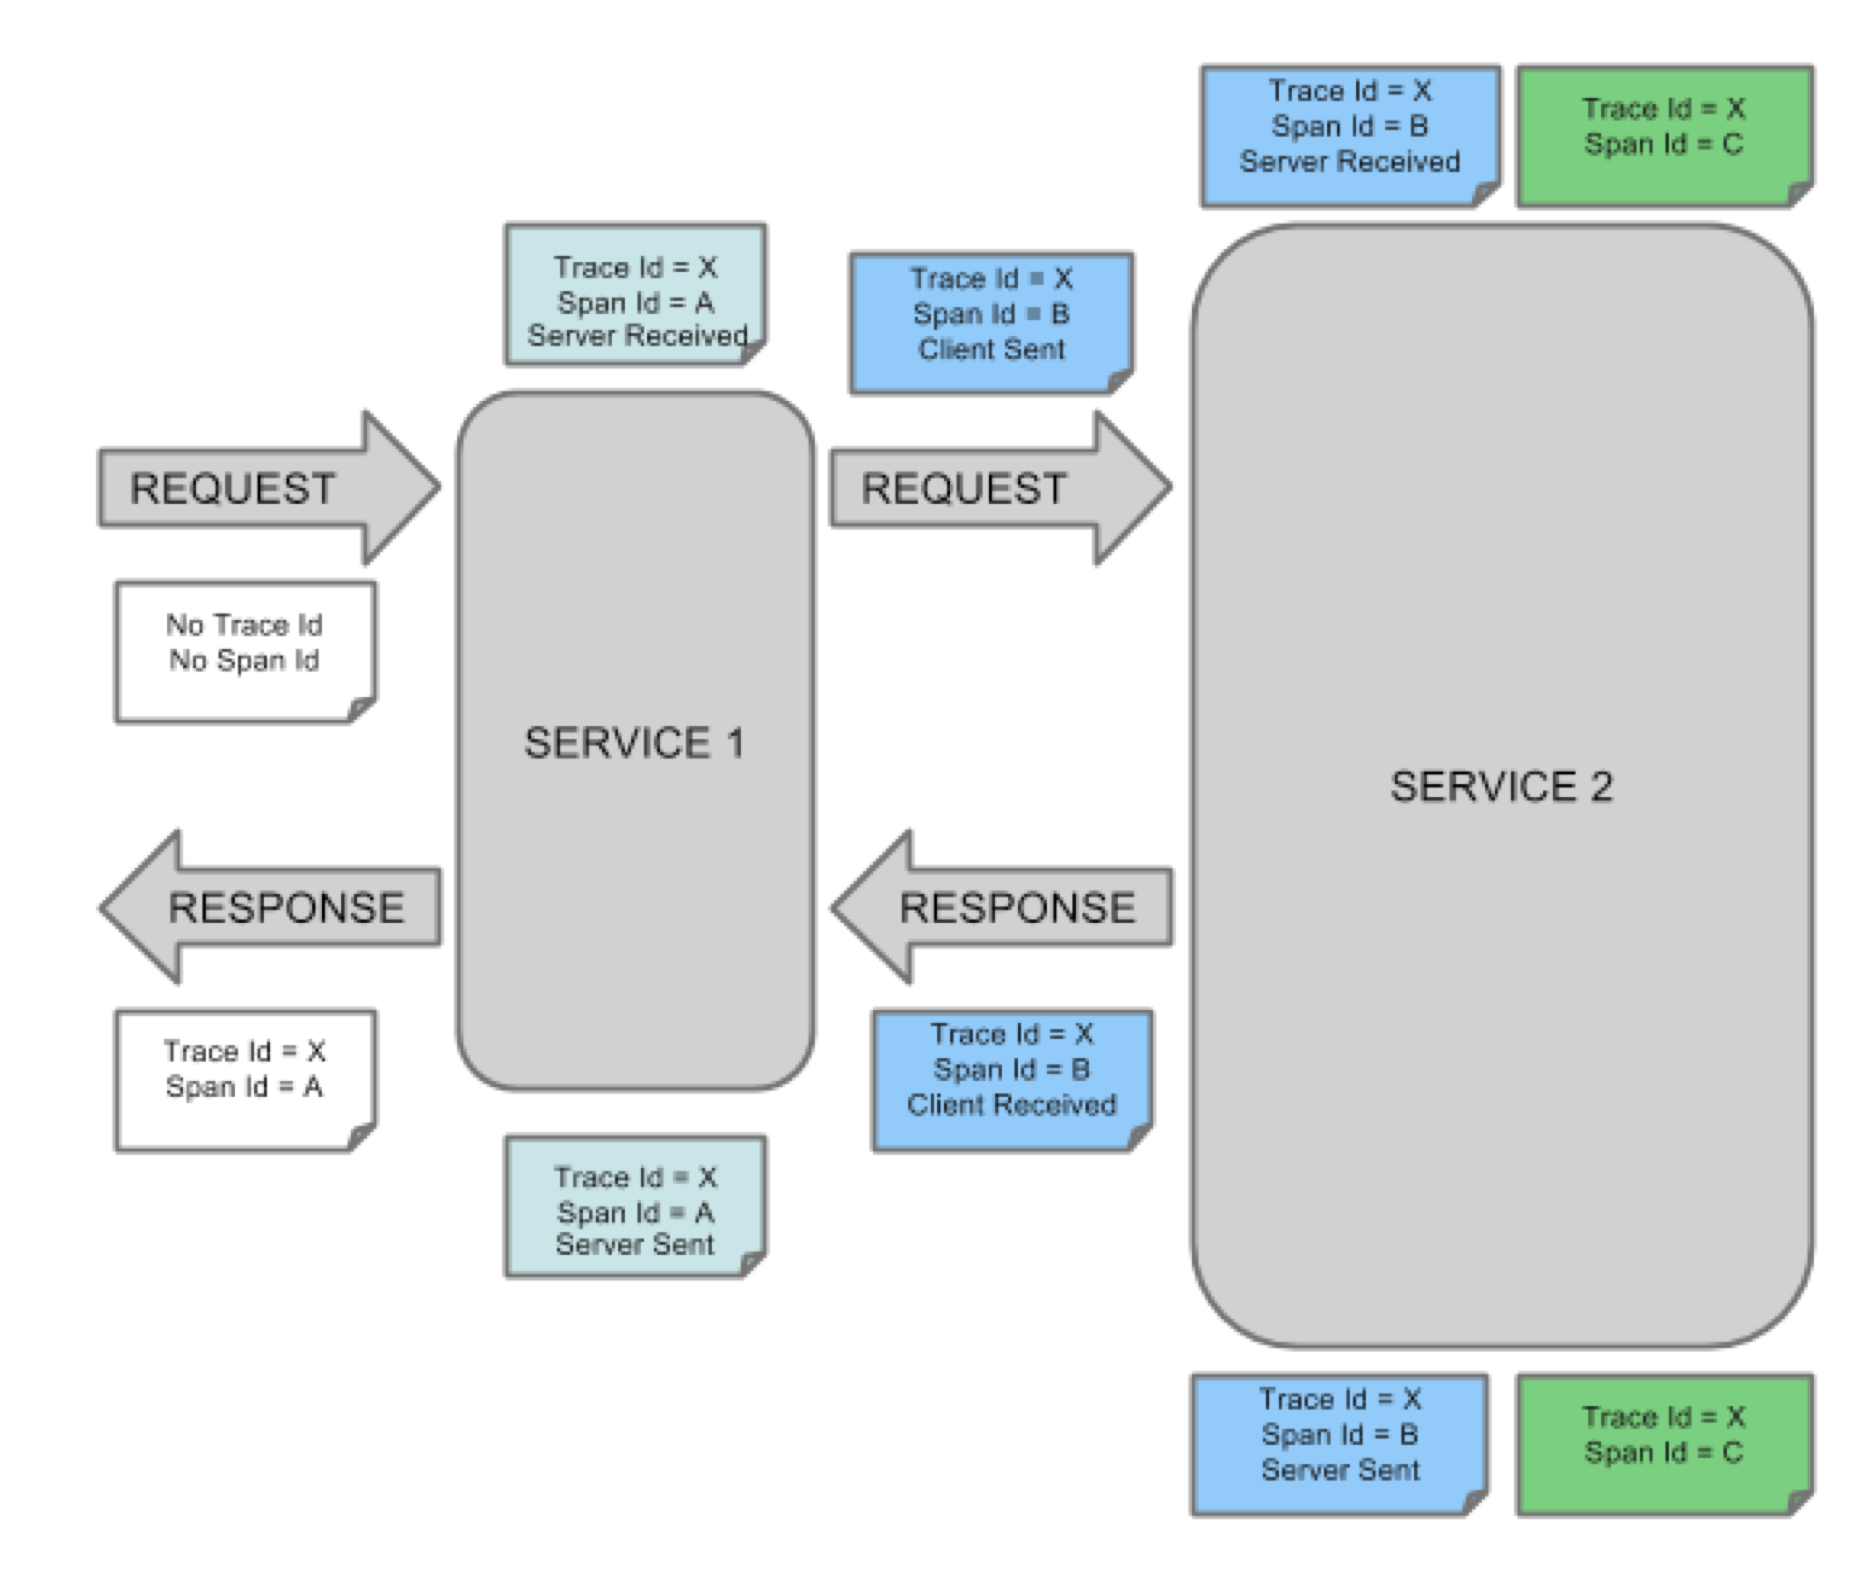 Trace Id = X
Span Id = B
Server Received
Trace Id = X
Span Id = C
Trace Id = X
Span Id = A
Server Received
Trace Id = X
Span Id = B
Client Sent
REQUEST
REQUEST
No Trace Id
No Span Id
SERVICE 1
SERVICE 2
RESPONSE
RESPONSE
Trace Id = X
Span Id = A
Trace Id = X
Span Id = B
Client Received
Trace Id = X
Span Id = A
Server Sent
Trace Id = X
Span Id = B
Server Sent
Trace Id = X
Span Id = C